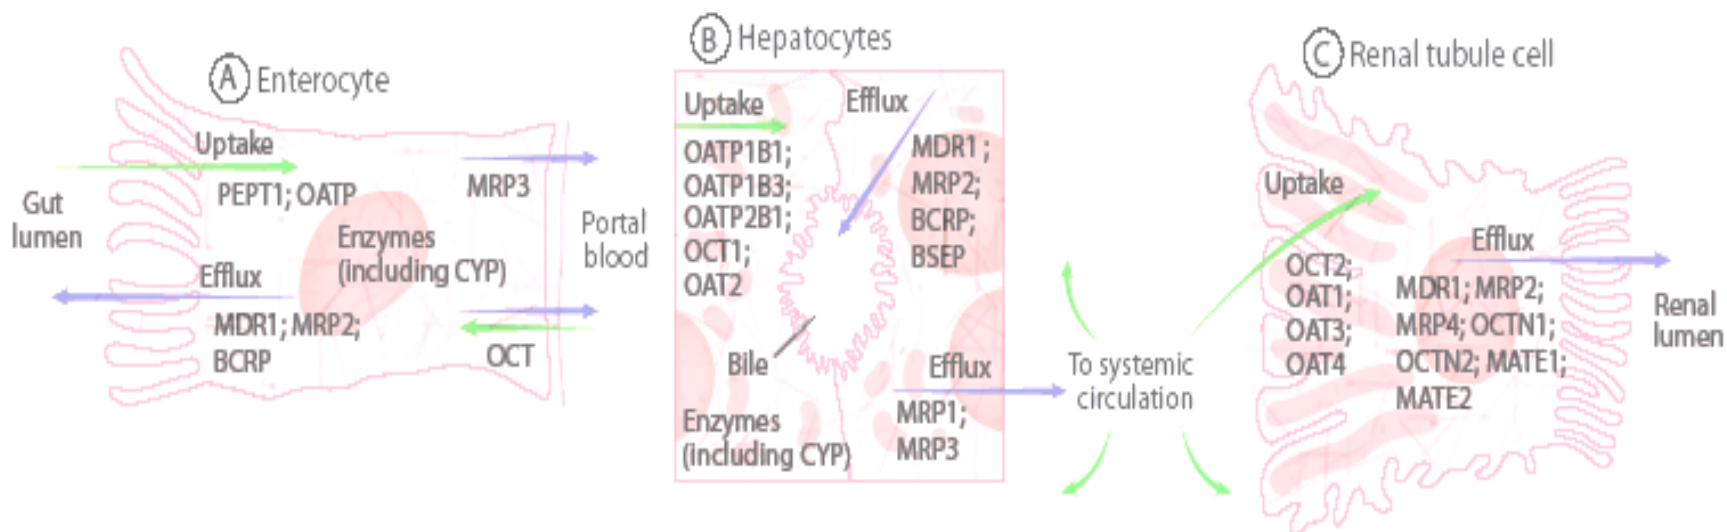 A Enterocyte
Uptake
PEPT1; OATP
MRP3
Gut
lumen
Enzymes
(including CYP)
Portal
blood
Efflux
MDR1; MRP2;
BCRP
OCT
B Hepatocytes
Uptake
OATP1B1;
OATP1B3;
OATP2B1;
OCT1;
OAT2
Efflux
MDR1 ;
MRP2;
BCRP;
BSEP
Bile
Enzymes
(including CYP)
Efflux
MRP1;
MRP3
To systemic
circulation
C Renal tubule cell
Uptake
OCT2;
OAT1;
OAT3;
OAT4
Efflux
MDR1; MRP2;
MRP4; OCTN1;
OCTN2; MATE1;
MATE2
Renal
lumen